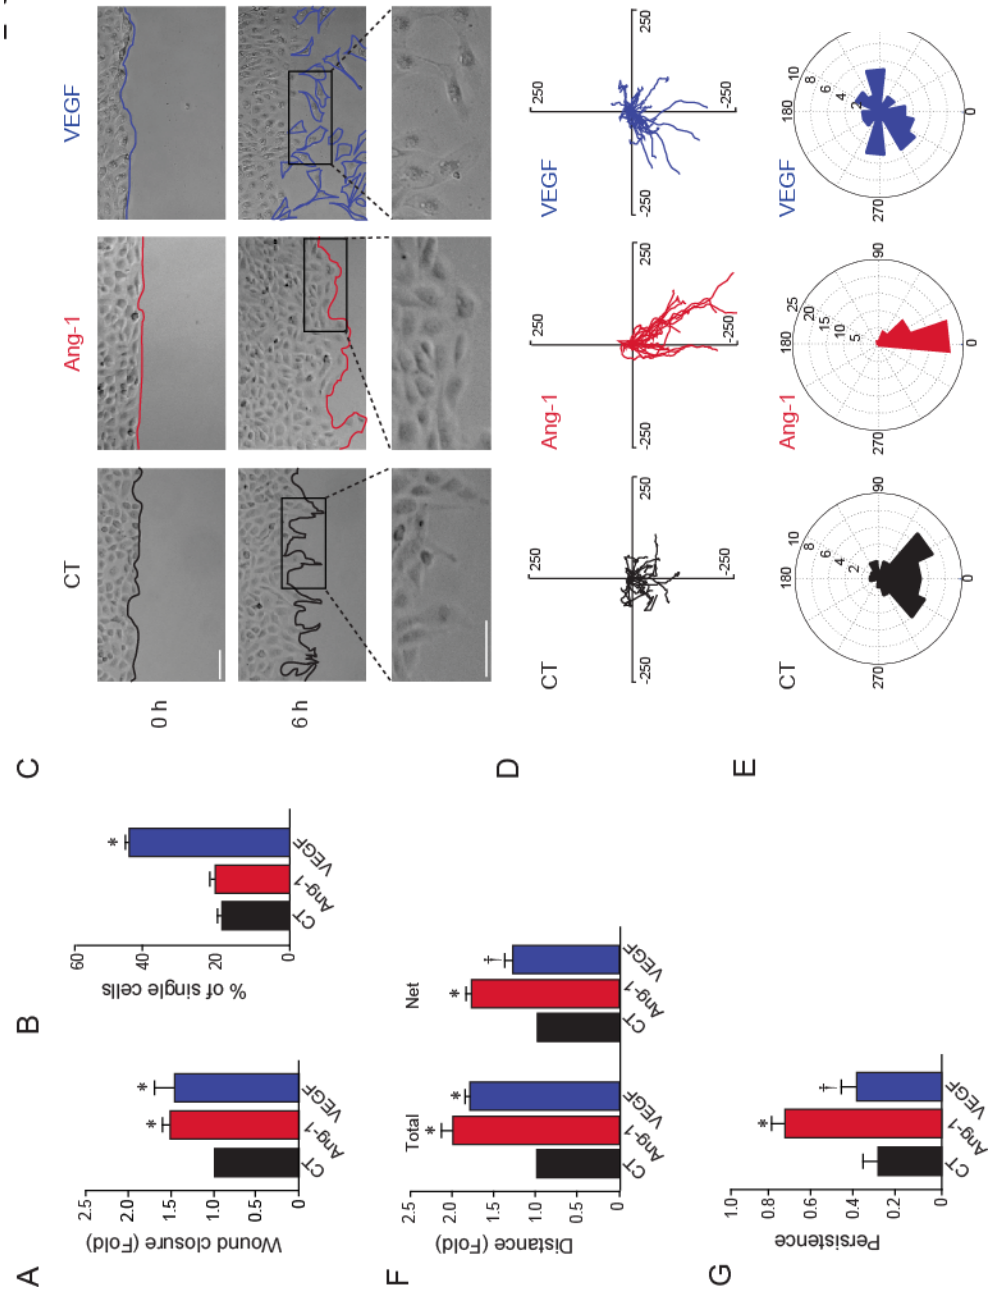 A
Wound closure (Fold)
2.5
2.0
1.5
1.0
0.5
0
*
*
CT
Ang-1
VEGF
B
% of single cells
60
40
20
0
*
CT
Ang-1
VEGF
C
CT
Ang-1
VEGF
0 h
6 h
D
CT
Ang-1
VEGF
250
-250
250
-250
250
-250
250
-250
250
-250
250
-250
E
CT
Ang-1
VEGF
180
10
8
6
4
2
90
270
0
180
25
20
15
10
5
90
270
0
180
10
8
6
4
2
270
0
F
Distance (Fold)
2.5
2.0
1.5
1.0
0.5
0
Total
Net
*
*
*
†
CT
Ang-1
VEGF
CT
Ang-1
VEGF
G
Persistence
1.0
0.8
0.6
0.4
0.2
0
*
†
CT
Ang-1
VEGF